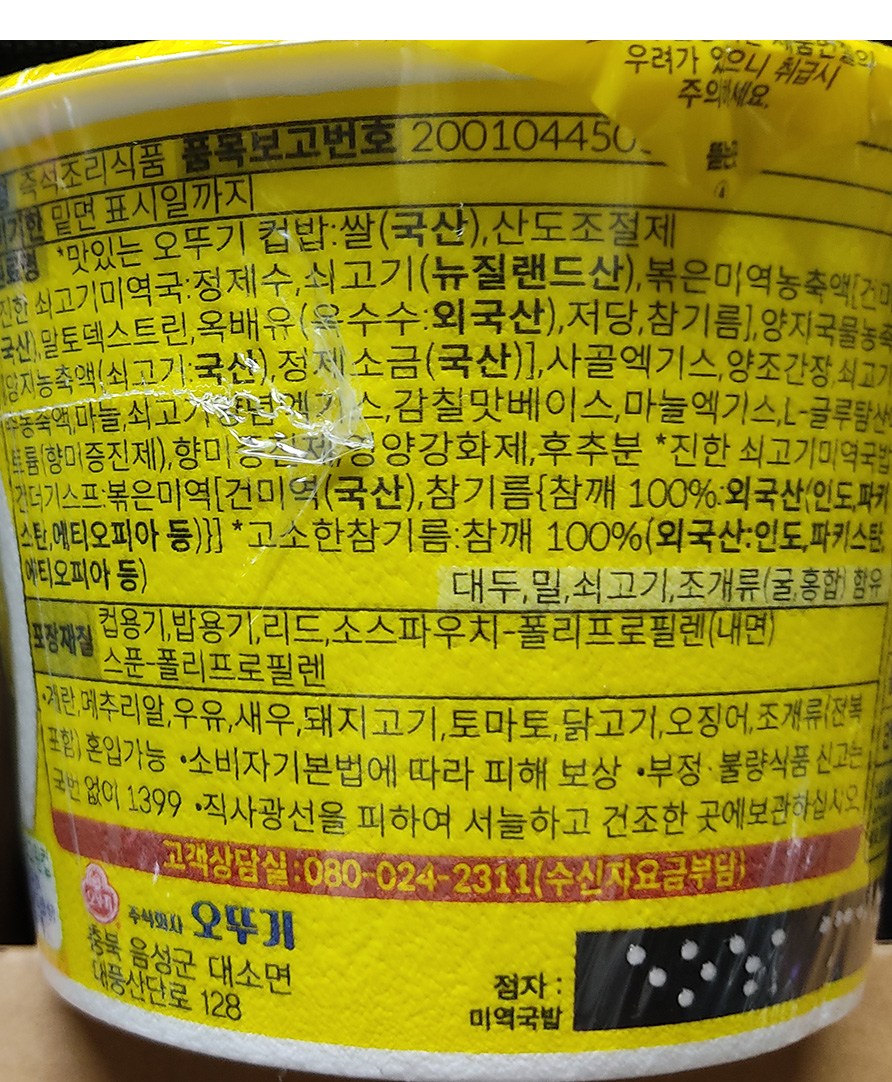 우려가 있으니 취급시
주의하세요.
즉석조리식품 품목보고번호 200104450
밑면 표시일까지
*맛있는 오뚜기 컵밥:쌀(국산),산도조절제
진한 쇠고기미역국:정제수,쇠고기(뉴질랜드산),볶은미역농축액[건미
국산),말토덱스트린,옥배유(옥수수:외국산),저당,참기름],양지국물농축
양지농축액(쇠고기:국산),정제소금(국산)],사골엑기스,양조간장,쇠고기
농축액,마늘,쇠고기양념엑기스,감칠맛베이스,마늘엑기스,L-글루탐산
트륨(향미증진제),향미증진제,영양강화제,후추분 *진한 쇠고기미역국밥
건더기스프:볶은미역[건미역(국산),참기름{참깨 100%:외국산(인도,파키
스탄,에티오피아 등)}] *고소한참기름:참깨 100%(외국산:인도,파키스탄,
에티오피아 등)
대두,밀,쇠고기,조개류(굴,홍합) 함유
포장재질 컵용기,밥용기,리드,소스파우치-폴리프로필렌(내면)
스푼-폴리프로필렌
•계란,메추리알,우유,새우,돼지고기,토마토,닭고기,오징어,조개류(전복
포함) 혼입가능 •소비자기본법에 따라 피해 보상 •부정·불량식품 신고는
국번 없이 1399 •직사광선을 피하여 서늘하고 건조한 곳에보관하십시오
고객상담실:080-024-2311(수신자요금부담)
주식회사 오뚜기
충북 음성군 대소면
대풍산단로 128
점자 :
미역국밥